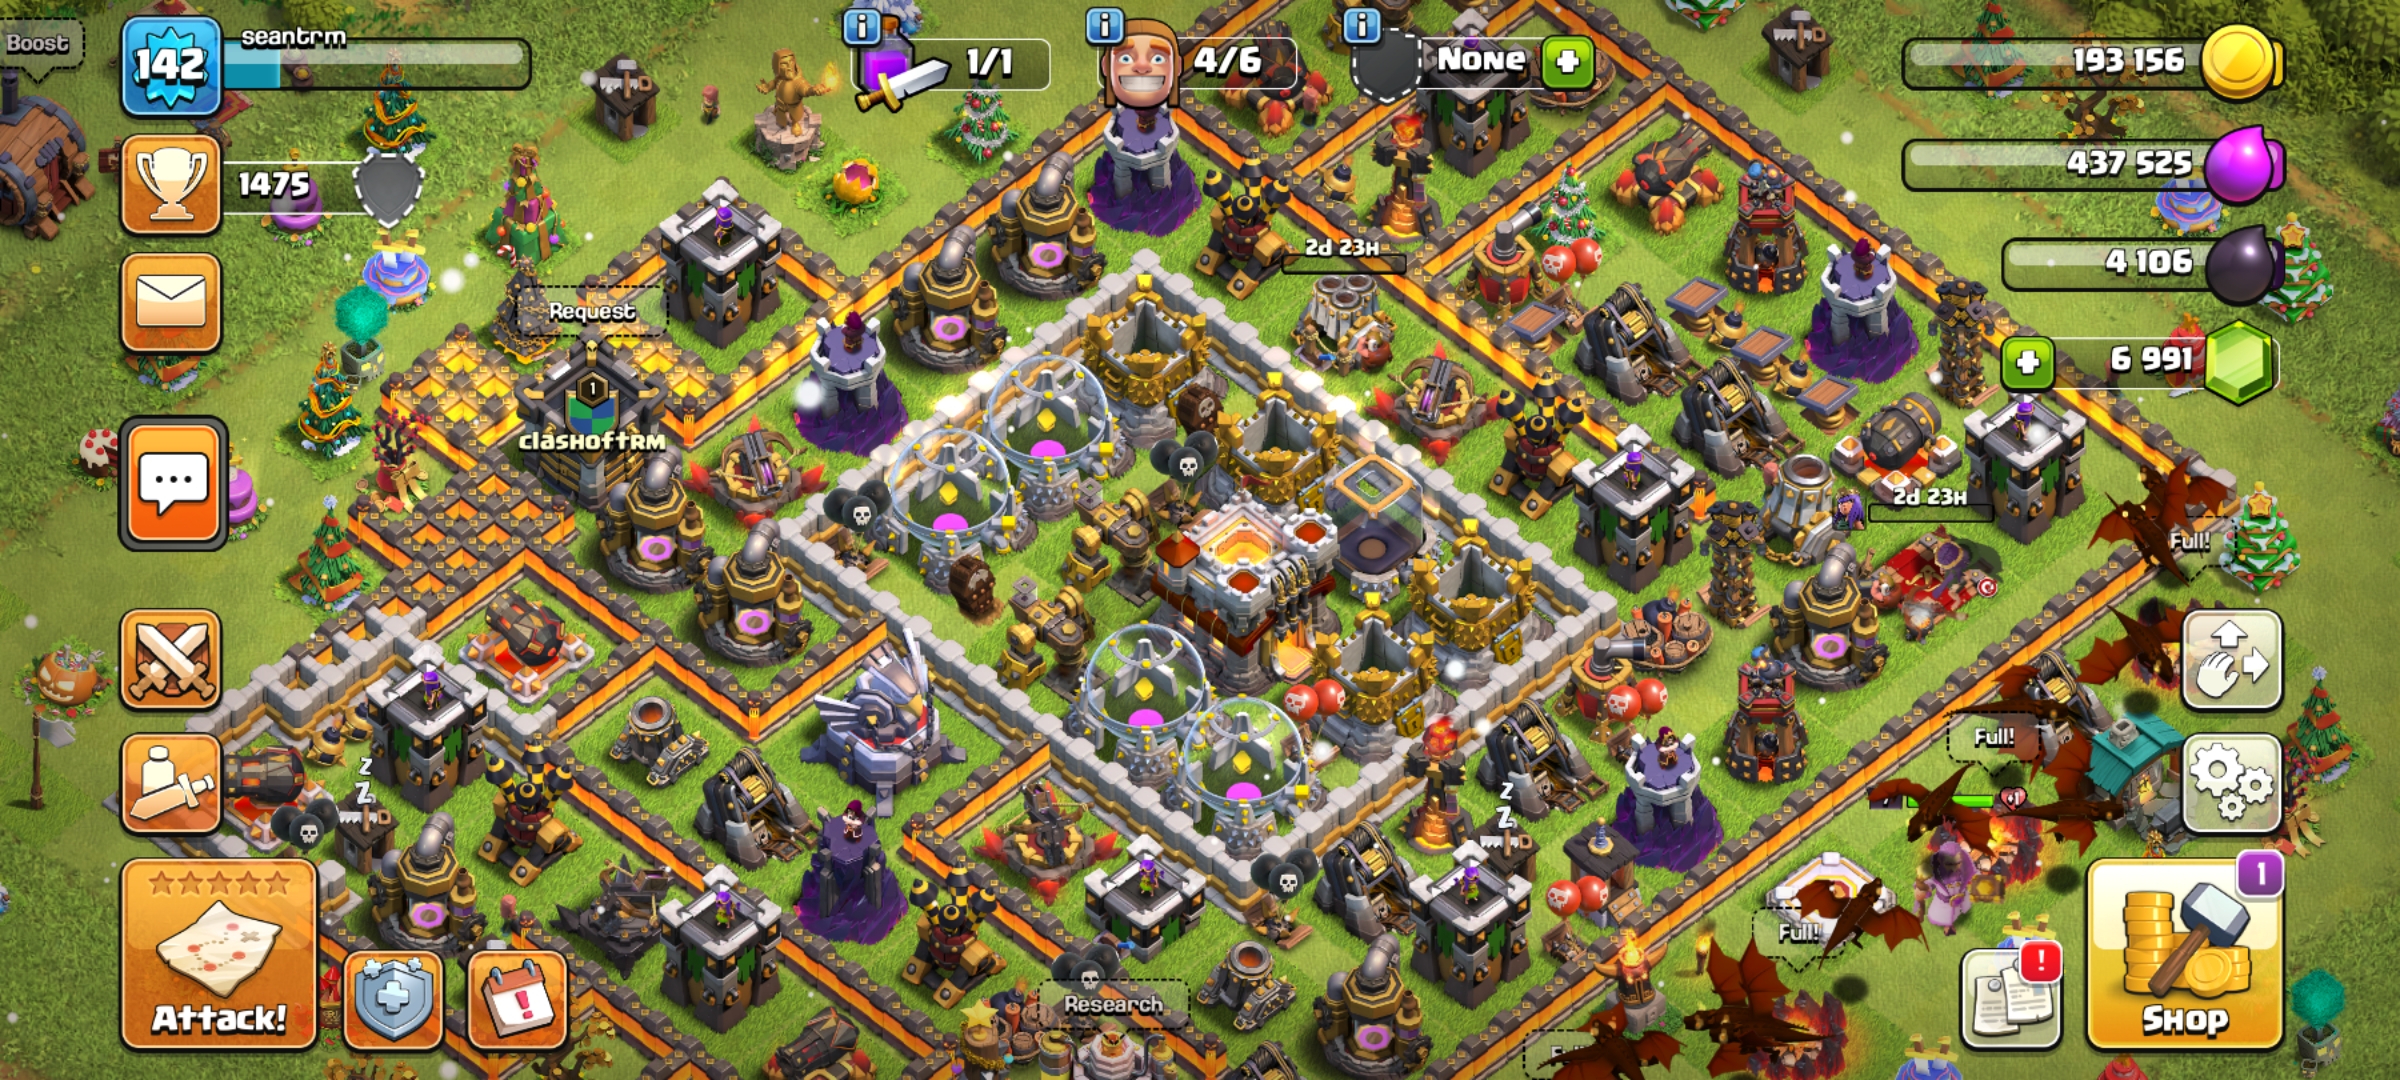 Boost
142
seantrm
1/1
4/6
None
193 156
1475
437 525
2d 23H
4 106
Request
6 991
1
clashoftRM
2d 23H
Full!
Full!
z
z
z
z
1
Full!
Research
Attack!
Shop